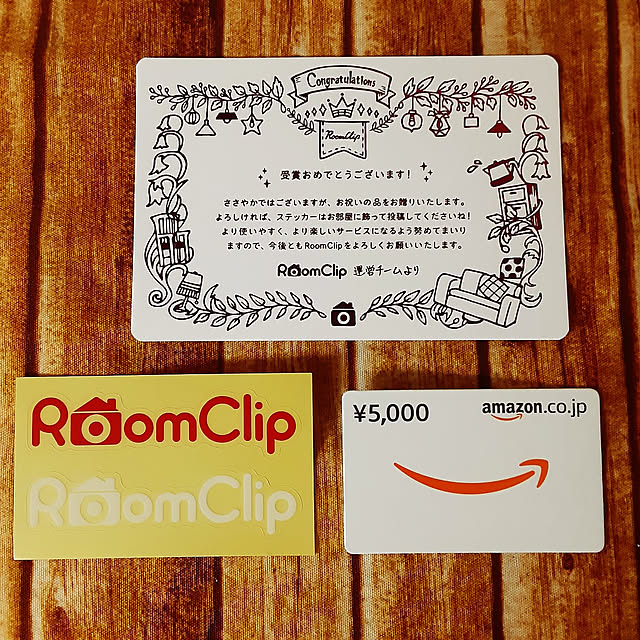 Congratulations
RoomClip
受賞おめでとうございます！
ささやかではございますが、お祝いの品をお贈りいたします。
よろしければ、ステッカーはお部屋に飾って投稿してくださいね！
より使いやすく、より楽しいサービスになるよう努めてまいり
ますので、今後ともRoomClipをよろしくお願いいたします。
RoomClip 運営チームより
RoomClip
RoomClip
¥5,000
amazon.co.jp